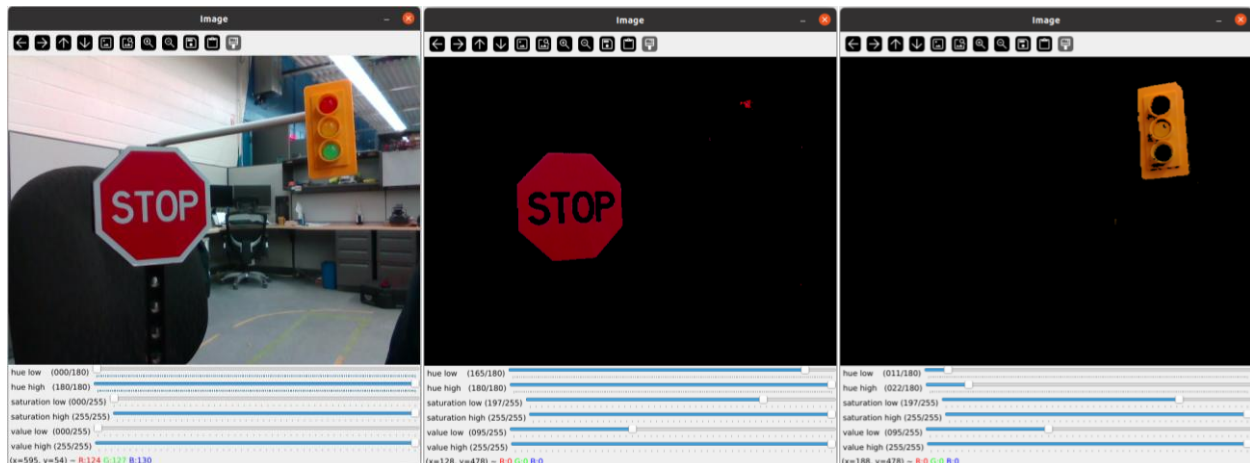 Image
STOP
hue low (000/180)
hue high (180/180)
saturation low (000/255)
saturation high (255/255)
value low (000/255)
value high (255/255)
(x=595, y=54) ~ R:124 G:127 B:130
Image
STOP
hue low (165/180)
hue high (180/180)
saturation low (197/255)
saturation high (255/255)
value low (095/255)
value high (255/255)
(x=128, y=478) ~ R:0 G:0 B:0
Image
hue low (011/180)
hue high (022/180)
saturation low (197/255)
saturation high (255/255)
value low (095/255)
value high (255/255)
(x=188, y=478) ~ R:0 G:0 B:0